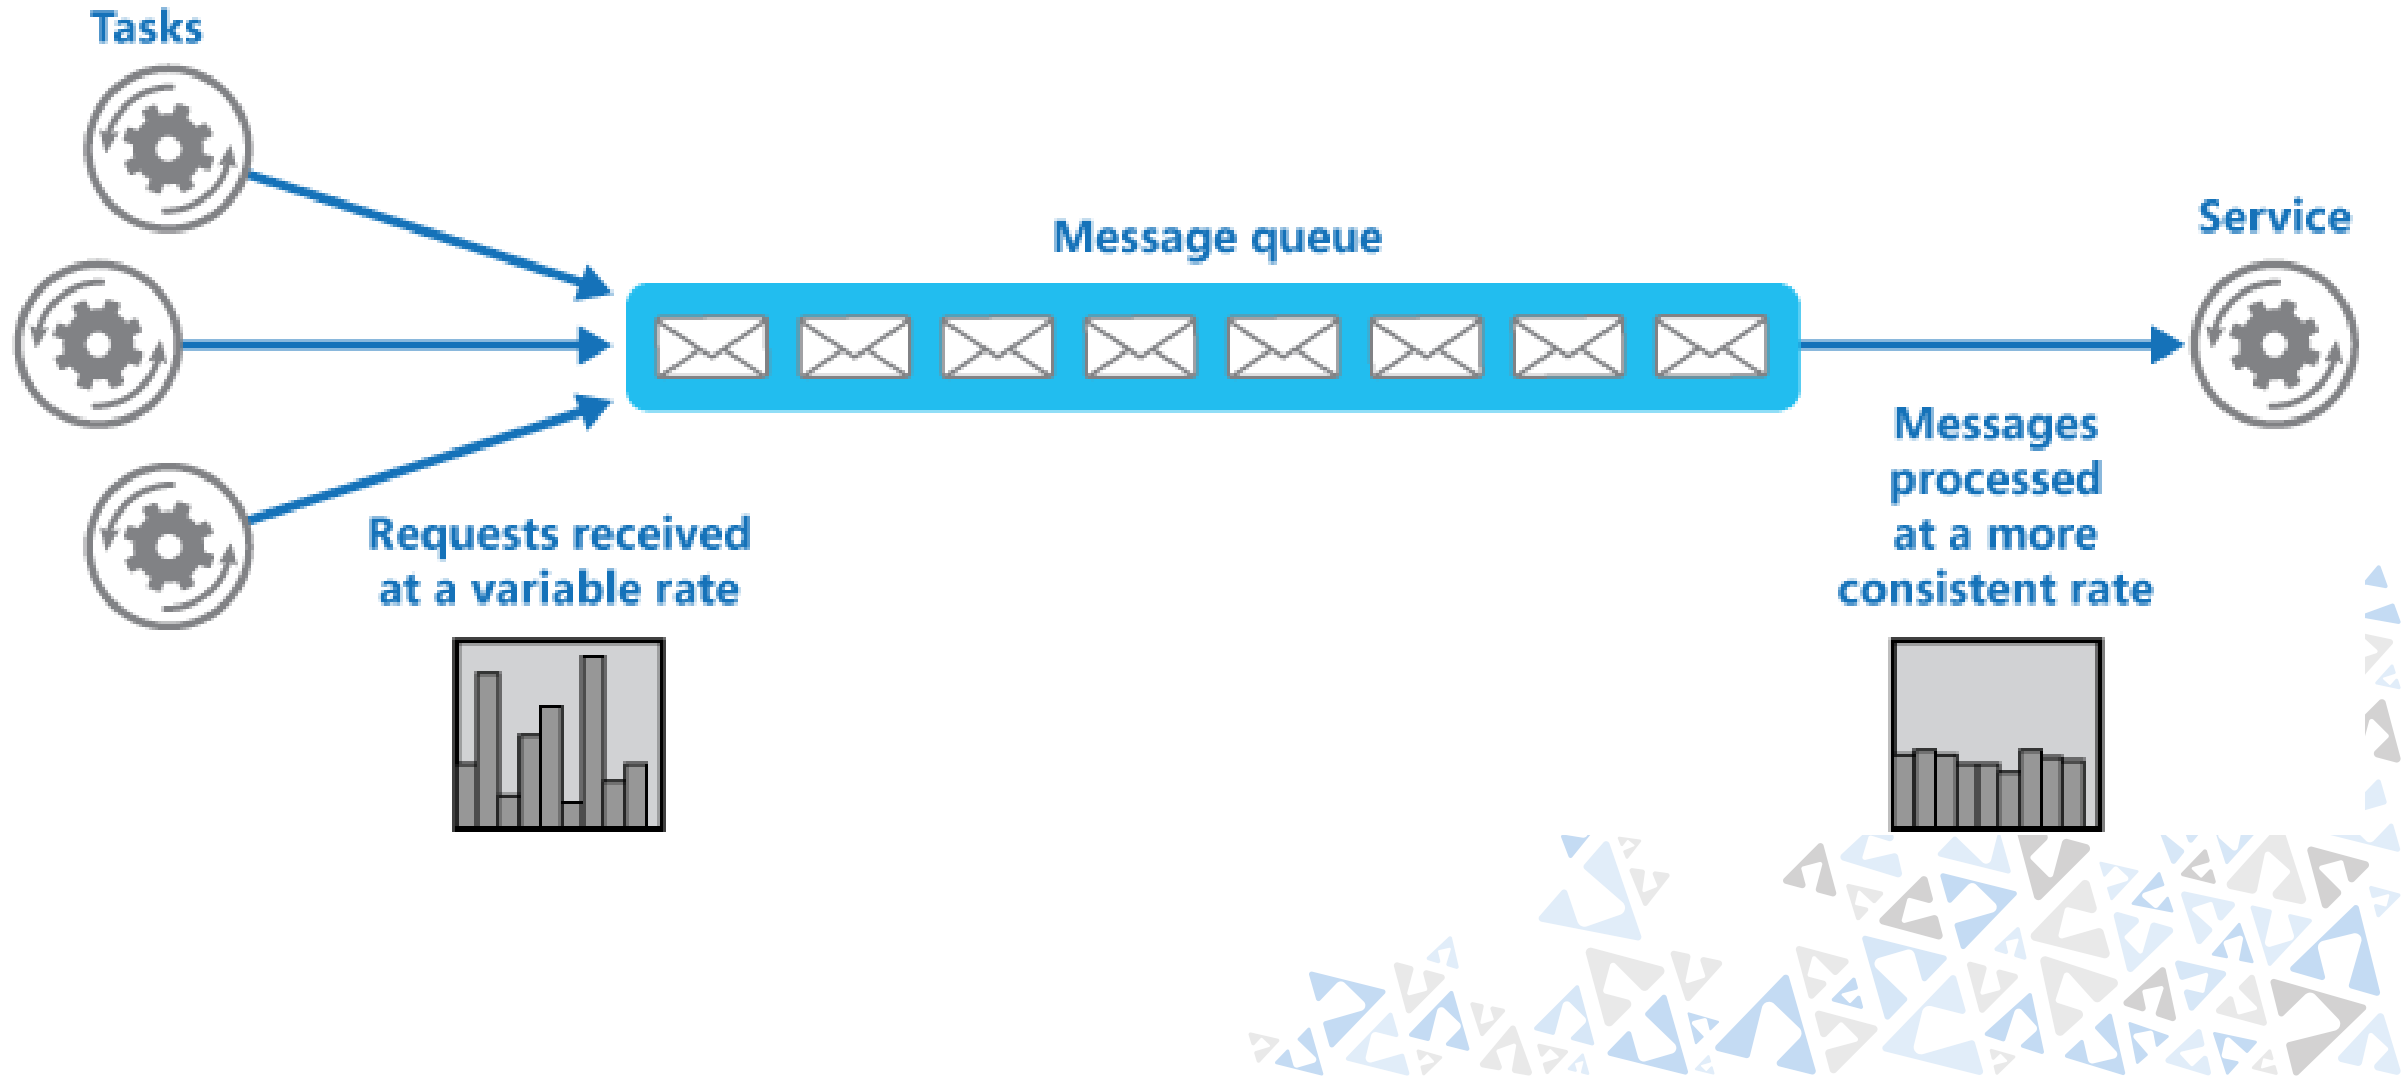 Tasks
Message queue
Service
Requests received
at a variable rate
Messages
processed
at a more
consistent rate